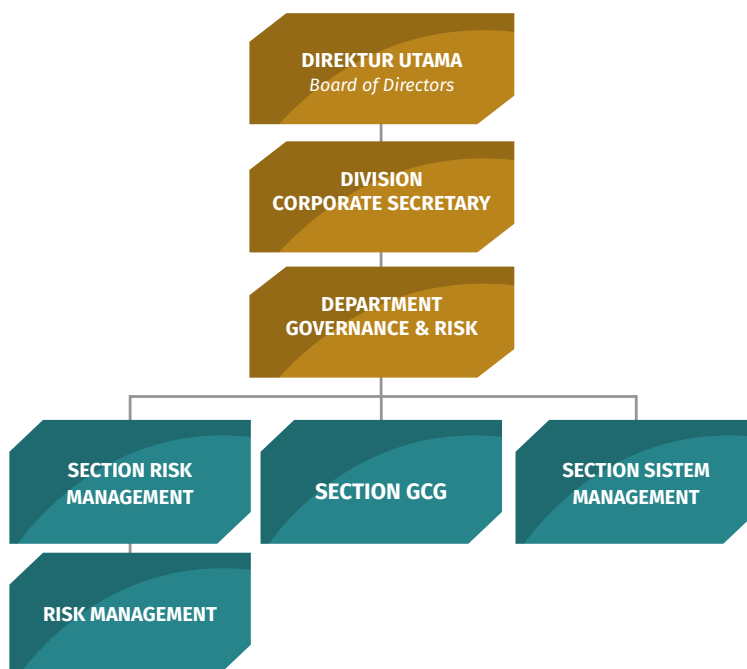 DIREKTUR UTAMA
Board of Directors
DIVISION
CORPORATE SECRETARY
DEPARTMENT
GOVERNANCE & RISK
SECTION RISK
MANAGEMENT
SECTION GCG
SECTION SISTEM
MANAGEMENT
RISK MANAGEMENT